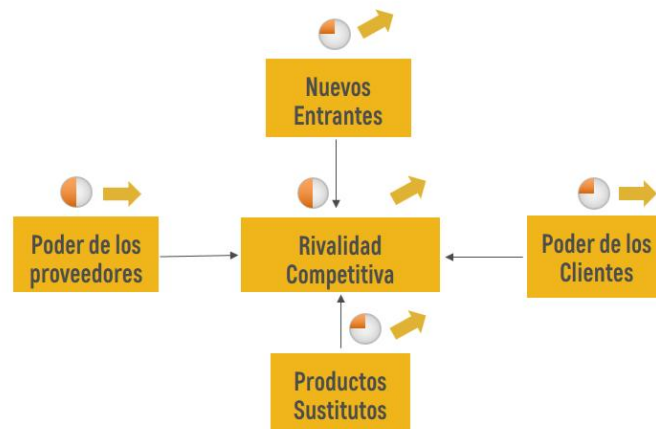 Nuevos
Entrantes
Poder de los
proveedores
Rivalidad
Competitiva
Poder de los
Clientes
Productos
Sustitutos